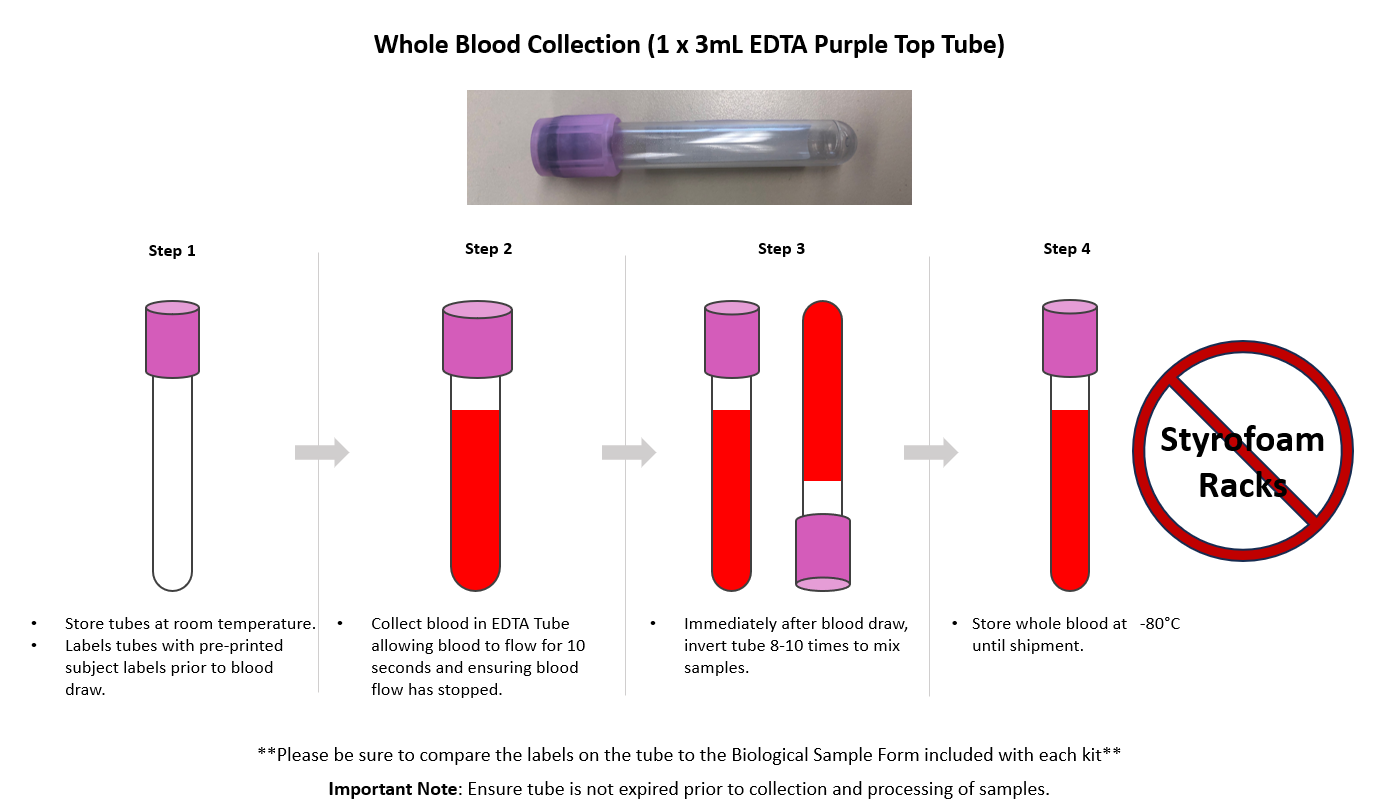 Whole Blood Collection (1 x 3mL EDTA Purple Top Tube)
Step 1
Step 2
Step 3
Step 4
Styrofoam
Racks
• Store tubes at room temperature.
• Labels tubes with pre-printed
subject labels prior to blood
draw.
• Collect blood in EDTA Tube
allowing blood to flow for 10
seconds and ensuring blood
flow has stopped.
• Immediately after blood draw,
invert tube 8-10 times to mix
samples.
• Store whole blood at -80°C
until shipment.
**Please be sure to compare the labels on the tube to the Biological Sample Form included with each kit**
Important Note: Ensure tube is not expired prior to collection and processing of samples.